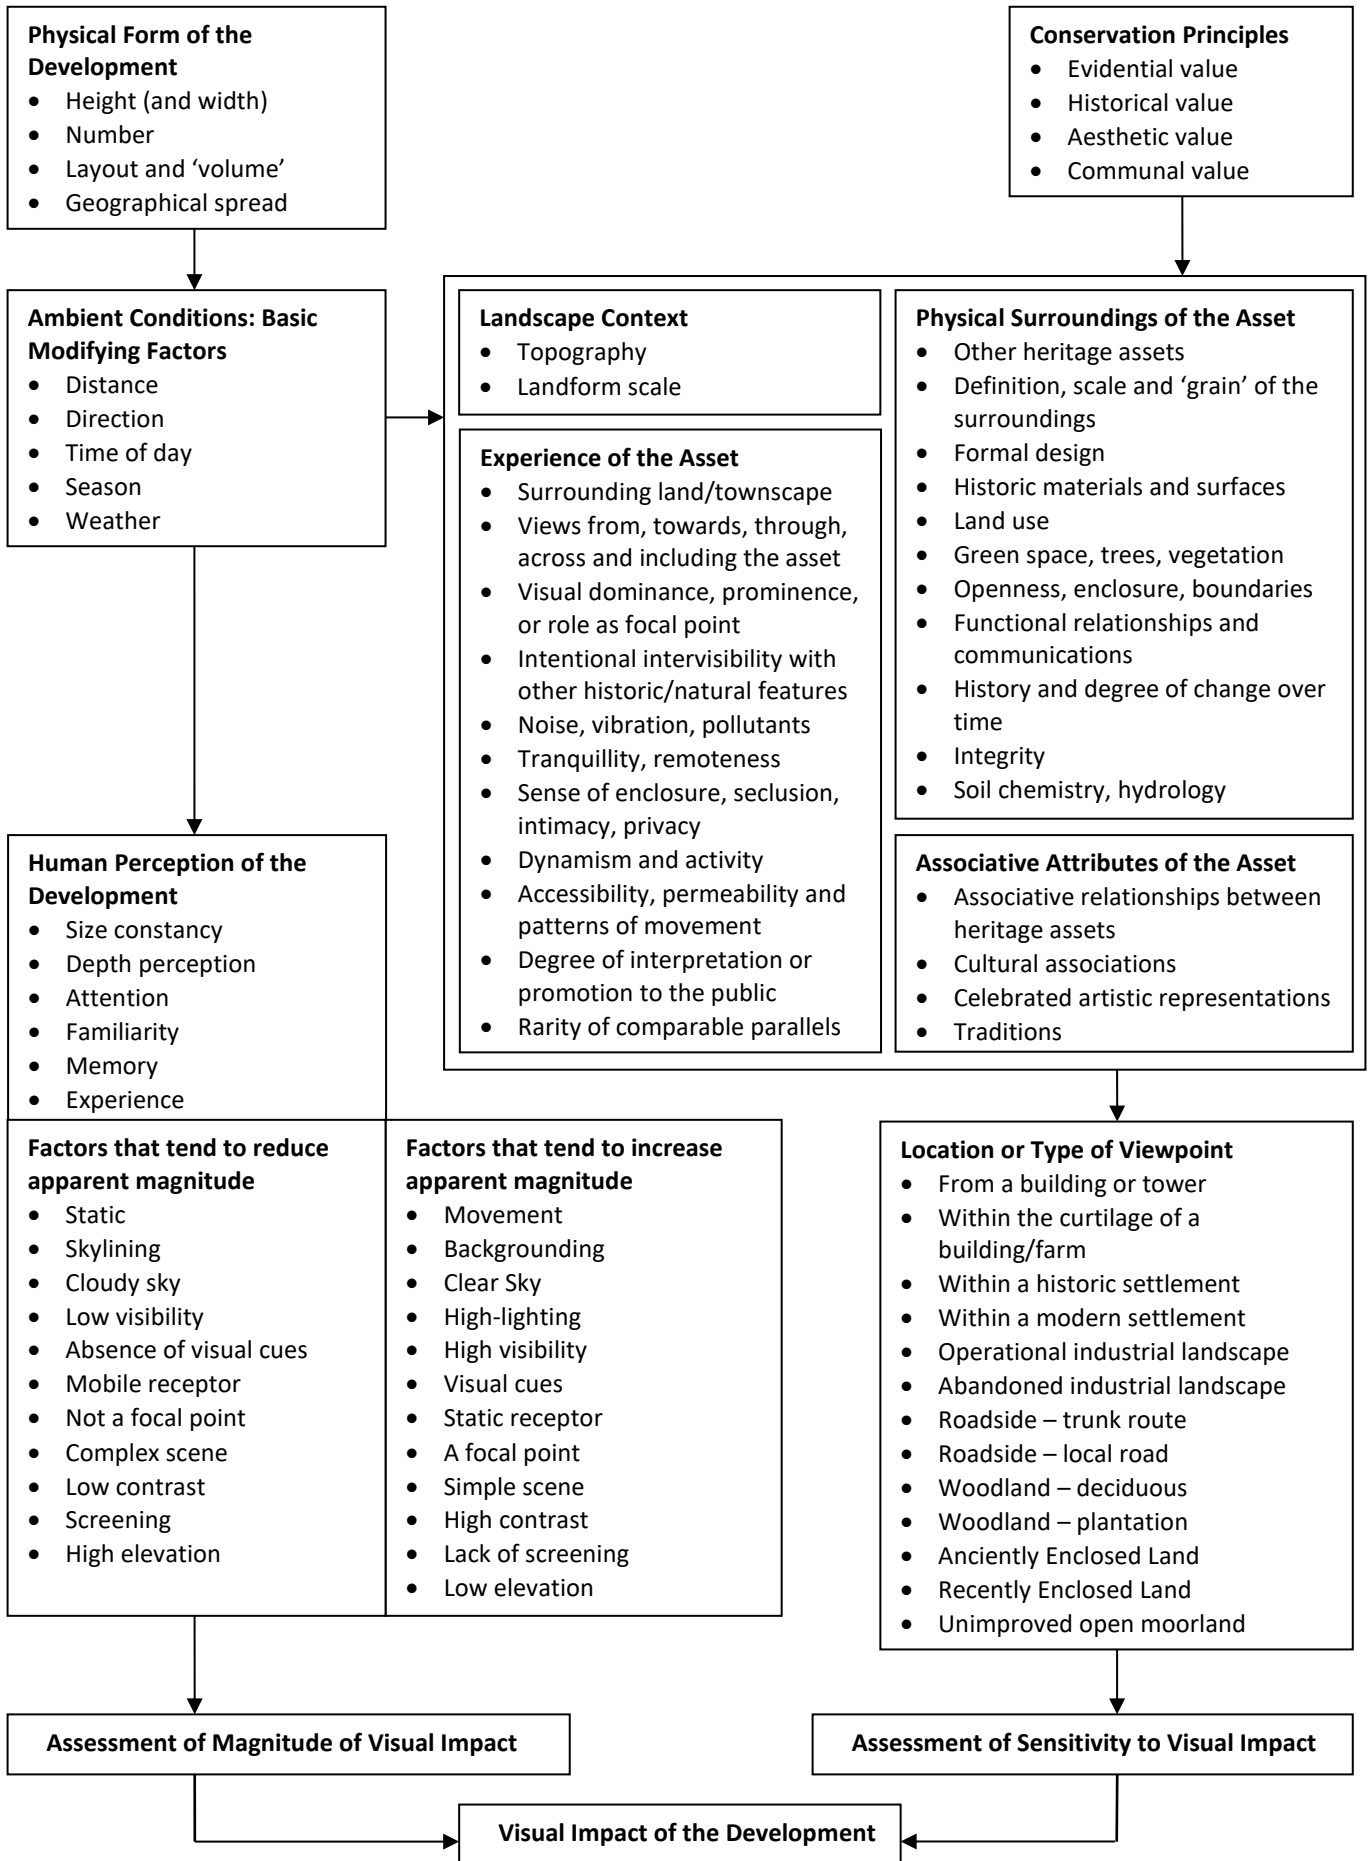 Physical Form of the
Development
• Height (and width)
• Number
• Layout and ‘volume’
• Geographical spread
Conservation Principles
• Evidential value
• Historical value
• Aesthetic value
• Communal value
Ambient Conditions: Basic
Modifying Factors
• Distance
• Direction
• Time of day
• Season
• Weather
Landscape Context
• Topography
• Landform scale
Experience of the Asset
• Surrounding land/townscape
• Views from, towards, through,
across and including the asset
• Visual dominance, prominence,
or role as focal point
• Intentional intervisibility with
other historic/natural features
• Noise, vibration, pollutants
• Tranquillity, remoteness
• Sense of enclosure, seclusion,
intimacy, privacy
• Dynamism and activity
• Accessibility, permeability and
patterns of movement
• Degree of interpretation or
promotion to the public
• Rarity of comparable parallels
Physical Surroundings of the Asset
• Other heritage assets
• Definition, scale and ‘grain’ of the
surroundings
• Formal design
• Historic materials and surfaces
• Land use
• Green space, trees, vegetation
• Openness, enclosure, boundaries
• Functional relationships and
communications
• History and degree of change over
time
• Integrity
• Soil chemistry, hydrology
Associative Attributes of the Asset
• Associative relationships between
heritage assets
• Cultural associations
• Celebrated artistic representations
• Traditions
Human Perception of the
Development
• Size constancy
• Depth perception
• Attention
• Familiarity
• Memory
• Experience
Factors that tend to reduce
apparent magnitude
• Static
• Skylining
• Cloudy sky
• Low visibility
• Absence of visual cues
• Mobile receptor
• Not a focal point
• Complex scene
• Low contrast
• Screening
• High elevation
Factors that tend to increase
apparent magnitude
• Movement
• Backgrounding
• Clear Sky
• High-lighting
• High visibility
• Visual cues
• Static receptor
• A focal point
• Simple scene
• High contrast
• Lack of screening
• Low elevation
Location or Type of Viewpoint
• From a building or tower
• Within the curtilage of a
building/farm
• Within a historic settlement
• Within a modern settlement
• Operational industrial landscape
• Abandoned industrial landscape
• Roadside – trunk route
• Roadside – local road
• Woodland – deciduous
• Woodland – plantation
• Anciently Enclosed Land
• Recently Enclosed Land
• Unimproved open moorland
Assessment of Magnitude of Visual Impact
Assessment of Sensitivity to Visual Impact
Visual Impact of the Development